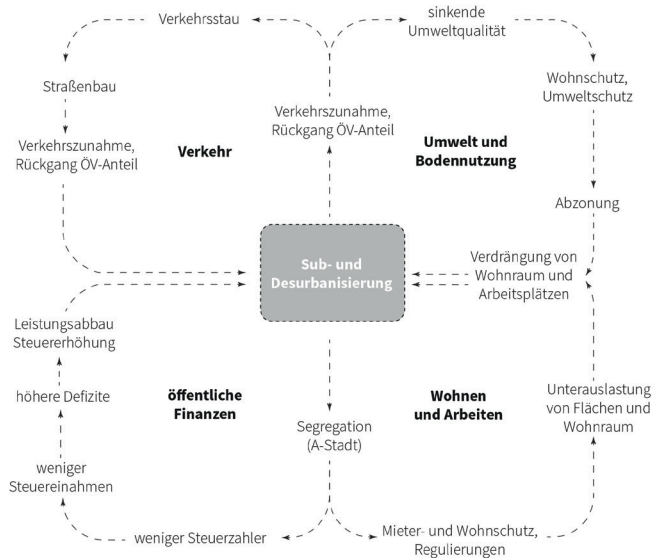 Verkehrsstau
sinkende
Umweltqualität
Straßenbau
Wohnschutz,
Umweltschutz
Verkehrszunahme,
Rückgang ÖV-Anteil
Verkehr
Verkehrszunahme,
Rückgang ÖV-Anteil
Umwelt und
Bodennutzung
Abzonung
Sub- und
Desurbanisierung
Verdrängung von
Wohnraum und
Arbeitsplätzen
Leistungsabbau
Steuererhöhung
höhere Defizite
öffentliche
Finanzen
Segregation
(A-Stadt)
Wohnen
und Arbeiten
Unterauslastung
von Flächen und
Wohnraum
weniger
Steuereinahmen
weniger Steuerzahler
Mieter- und Wohnschutz,
Regulierungen